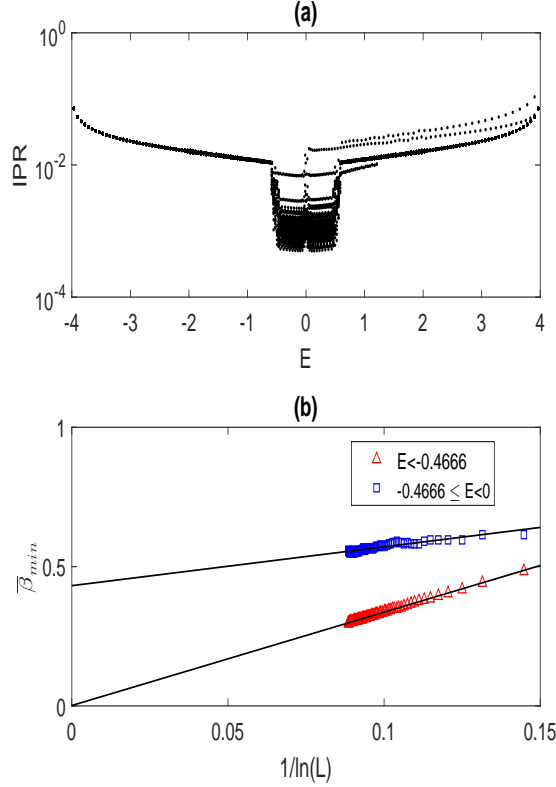 (a)
10^0
10^-2
10^-4
IPR
-4 -3 -2 -1 0 1 2 3 4
E
(b)
1
0.5
0
β̅_min
E<-0.4666
-0.4666 ≤ E<0
0 0.05 0.1 0.15
1/ln(L)